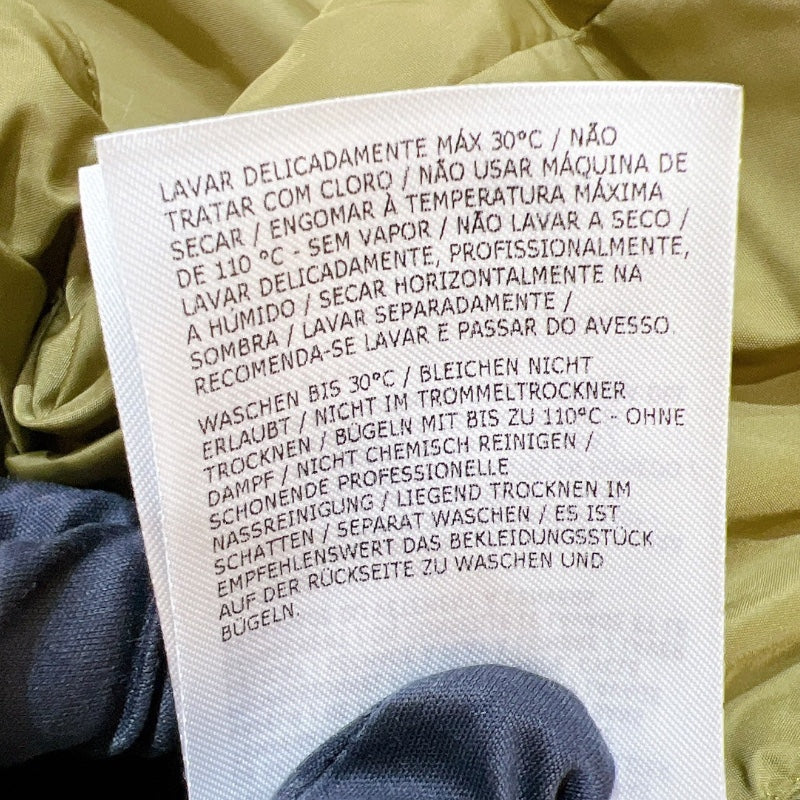 LAVAR DELICADAMENTE MÁX 30°C / NÃO
TRATAR COM CLORO / NÃO USAR MÁQUINA DE
SECAR / ENGOMAR À TEMPERATURA MÁXIMA
DE 110 °C - SEM VAPOR / NÃO LAVAR A SECO /
LAVAR DELICADAMENTE, PROFISSIONALMENTE,
A HÚMIDO / SECAR HORIZONTALMENTE NA
SOMBRA / LAVAR SEPARADAMENTE /
RECOMENDA-SE LAVAR E PASSAR DO AVESSO.
WASCHEN BIS 30°C / BLEICHEN NICHT
ERLAUBT / NICHT IM TROMMELTROCKNER
TROCKNEN / BÜGELN MIT BIS ZU 110°C - OHNE
DAMPF / NICHT CHEMISCH REINIGEN /
SCHONENDE PROFESSIONELLE
NASSREINIGUNG / LIEGEND TROCKNEN IM
SCHATTEN / SEPARAT WASCHEN / ES IST
EMPFEHLENSWERT DAS BEKLEIDUNGSSTÜCK
AUF DER RÜCKSEITE ZU WASCHEN UND
BÜGELN.